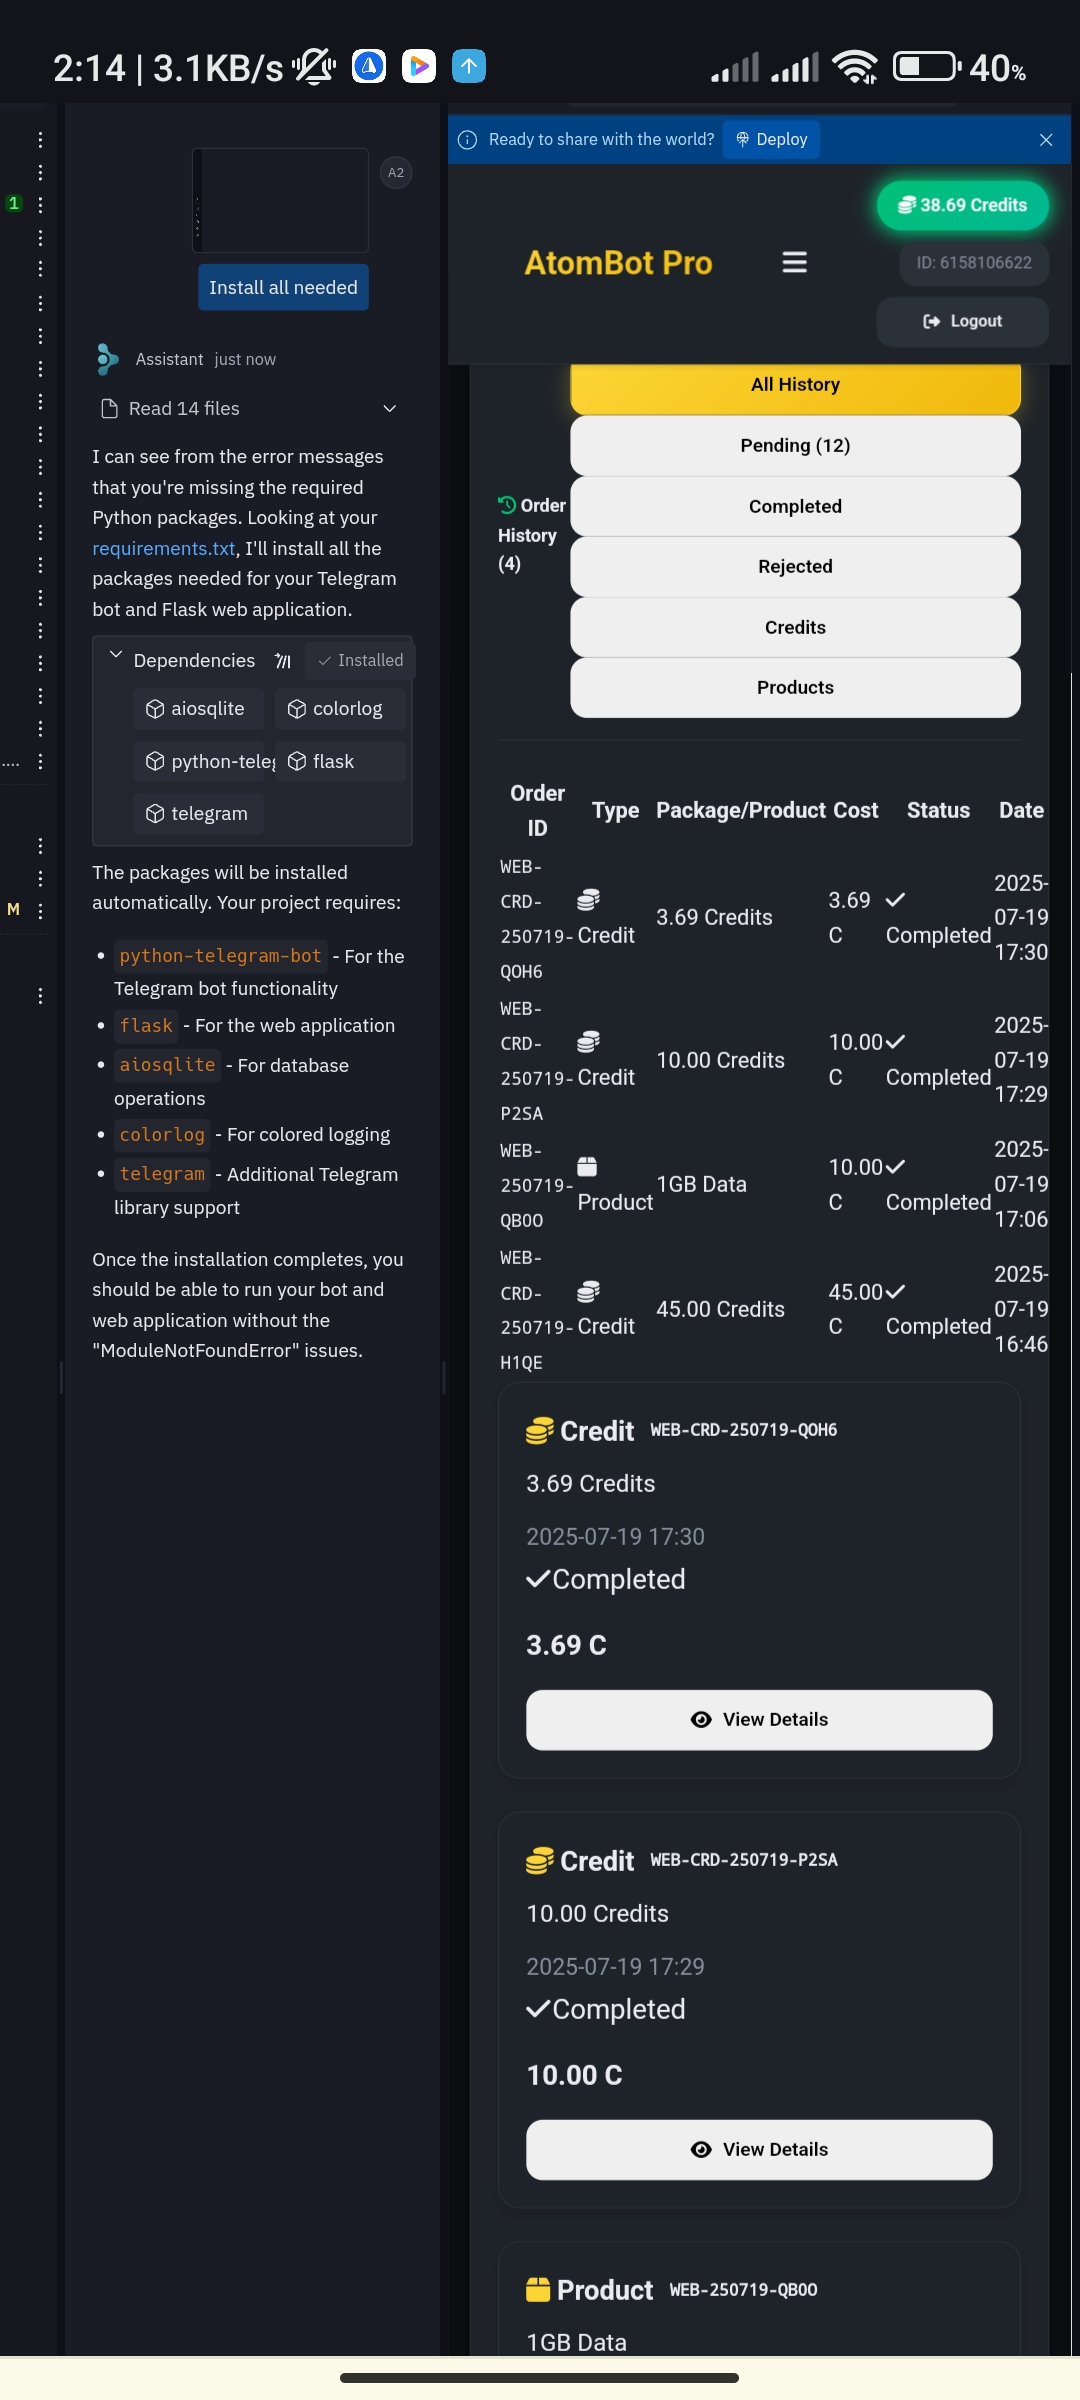 2:14 | 3.1KB/s
40%
1
....
M
A2
Install all needed
Assistant just now
Read 14 files
I can see from the error messages
that you're missing the required
Python packages. Looking at your
requirements.txt, I'll install all the
packages needed for your Telegram
bot and Flask web application.
Dependencies
Installed
aiosqlite
colorlog
python-teleg
flask
telegram
The packages will be installed
automatically. Your project requires:
• python-telegram-bot - For the
Telegram bot functionality
• flask - For the web application
• aiosqlite - For database
operations
• colorlog - For colored logging
• telegram - Additional Telegram
library support
Once the installation completes, you
should be able to run your bot and
web application without the
"ModuleNotFoundError" issues.
Ready to share with the world? Deploy
38.69 Credits
AtomBot Pro
ID: 6158106622
Logout
Order
History
(4)
All History
Pending (12)
Completed
Rejected
Credits
Products
Order
ID
Type
Package/Product
Cost
Status
Date
WEB-
CRD-
250719-
QOH6
Credit
3.69 Credits
3.69
C
Completed
2025-
07-19
17:30
WEB-
CRD-
250719-
P2SA
Credit
10.00 Credits
10.00
C
Completed
2025-
07-19
17:29
WEB-
250719-
QBOO
Product
1GB Data
10.00
C
Completed
2025-
07-19
17:06
WEB-
CRD-
250719-
H1QE
Credit
45.00 Credits
45.00
C
Completed
2025-
07-19
16:46
Credit WEB-CRD-250719-QOH6
3.69 Credits
2025-07-19 17:30
Completed
3.69 C
View Details
Credit WEB-CRD-250719-P2SA
10.00 Credits
2025-07-19 17:29
Completed
10.00 C
View Details
Product WEB-250719-QBOO
1GB Data